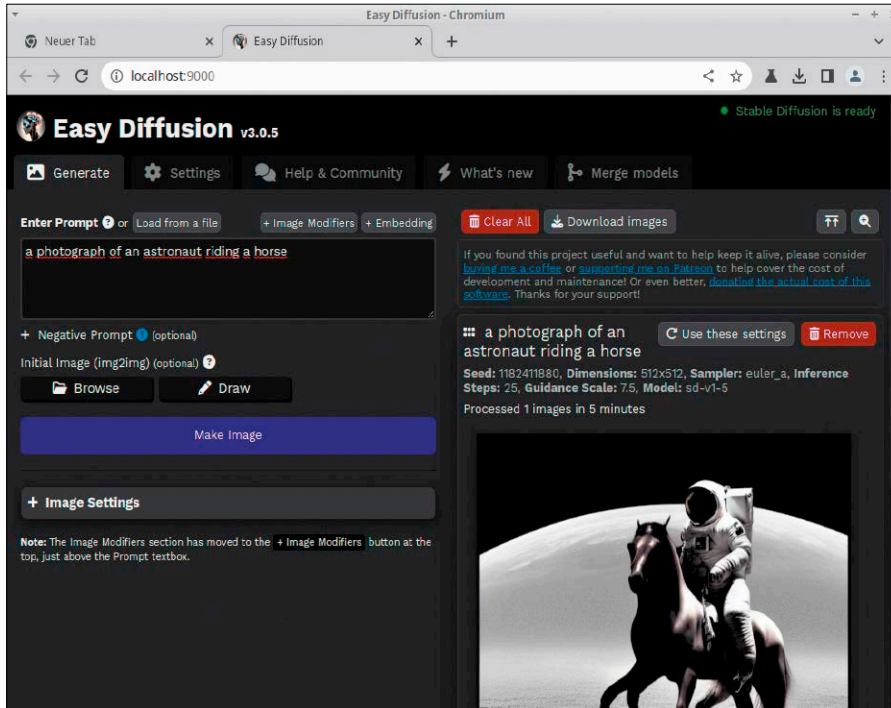 Easy Diffusion - Chromium
Neuer Tab
Easy Diffusion
localhost:9000
Easy Diffusion v3.0.5
Stable Diffusion is ready
Generate
Settings
Help & Community
What's new
Merge models
Enter Prompt ? or Load from a file
+ Image Modifiers
+ Embedding
a photograph of an astronaut riding a horse
+ Negative Prompt ? (optional)
Initial Image (img2img) (optional) ?
Browse
Draw
Make Image
+ Image Settings
Note: The Image Modifiers section has moved to the + Image Modifiers button at the
top, just above the Prompt textbox.
Clear All
Download images
If you found this project useful and want to help keep it alive, please consider
buying me a coffee or supporting me on Patreon to help cover the cost of
development and maintenance! Or even better, donating the actual cost of this
software. Thanks for your support!
a photograph of an
astronaut riding a horse
Use these settings
Remove
Seed: 1182411880, Dimensions: 512x512, Sampler: euler_a, Inference
Steps: 25, Guidance Scale: 7.5, Model: sd-v1-5
Processed 1 images in 5 minutes